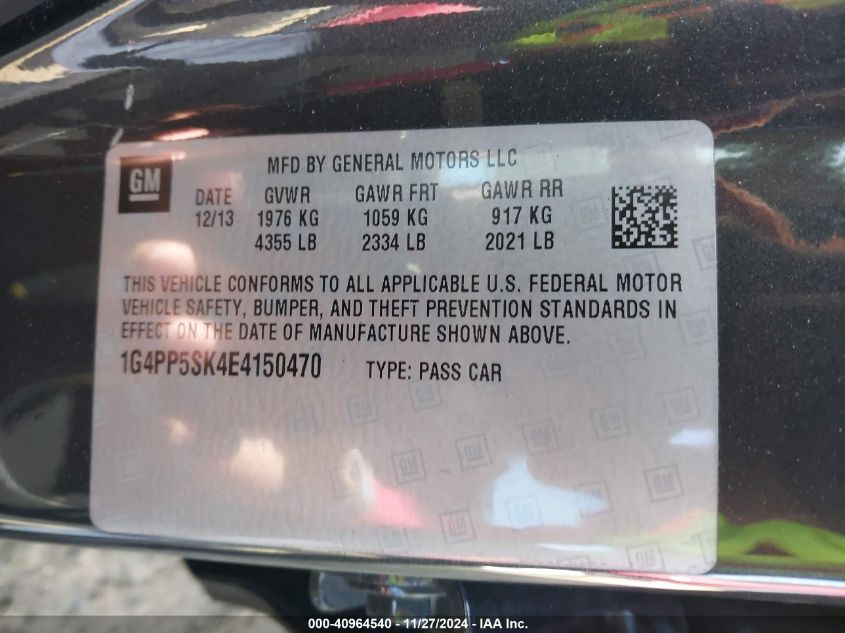 GM
MFD BY GENERAL MOTORS LLC
DATE GVWR GAWR FRT GAWR RR
12/13 1976 KG 1059 KG 917 KG
4355 LB 2334 LB 2021 LB
THIS VEHICLE CONFORMS TO ALL APPLICABLE U.S. FEDERAL MOTOR
VEHICLE SAFETY, BUMPER, AND THEFT PREVENTION STANDARDS IN
EFFECT ON THE DATE OF MANUFACTURE SHOWN ABOVE.
1G4PP5SK4E4150470 TYPE: PASS CAR
000-40964540 // 11/27/2024 // IAA Inc.